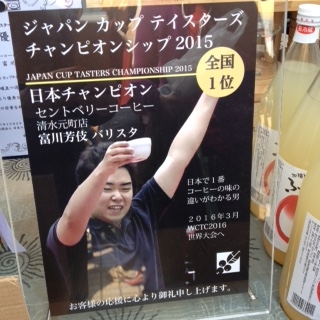 ジャパン カップ テイスターズ
チャンピオンシップ 2015
JAPAN CUP TASTERS CHAMPIONSHIP 2015
全国
1位
日本チャンピオン
セントベリーコーヒー
清水元町店
富川芳伎 バリスタ
日本で1番
コーヒーの味の
違いがわかる男
2016年3月
WCTC2016
世界大会へ
お客様の応援に心より御礼申し上げます。